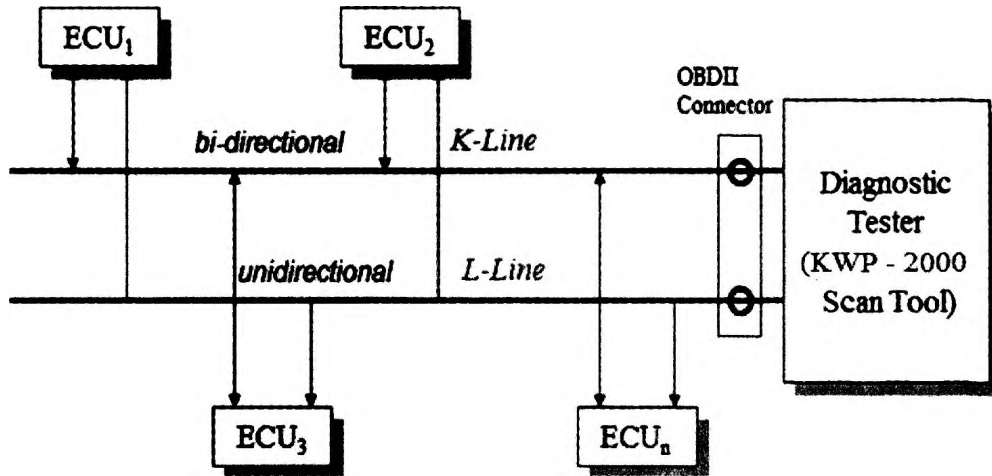 ECU1
ECU2
OBDII
Connector
bi-directional
K-Line
Diagnostic
Tester
(KWP - 2000
Scan Tool)
unidirectional
L-Line
ECU3
ECUn